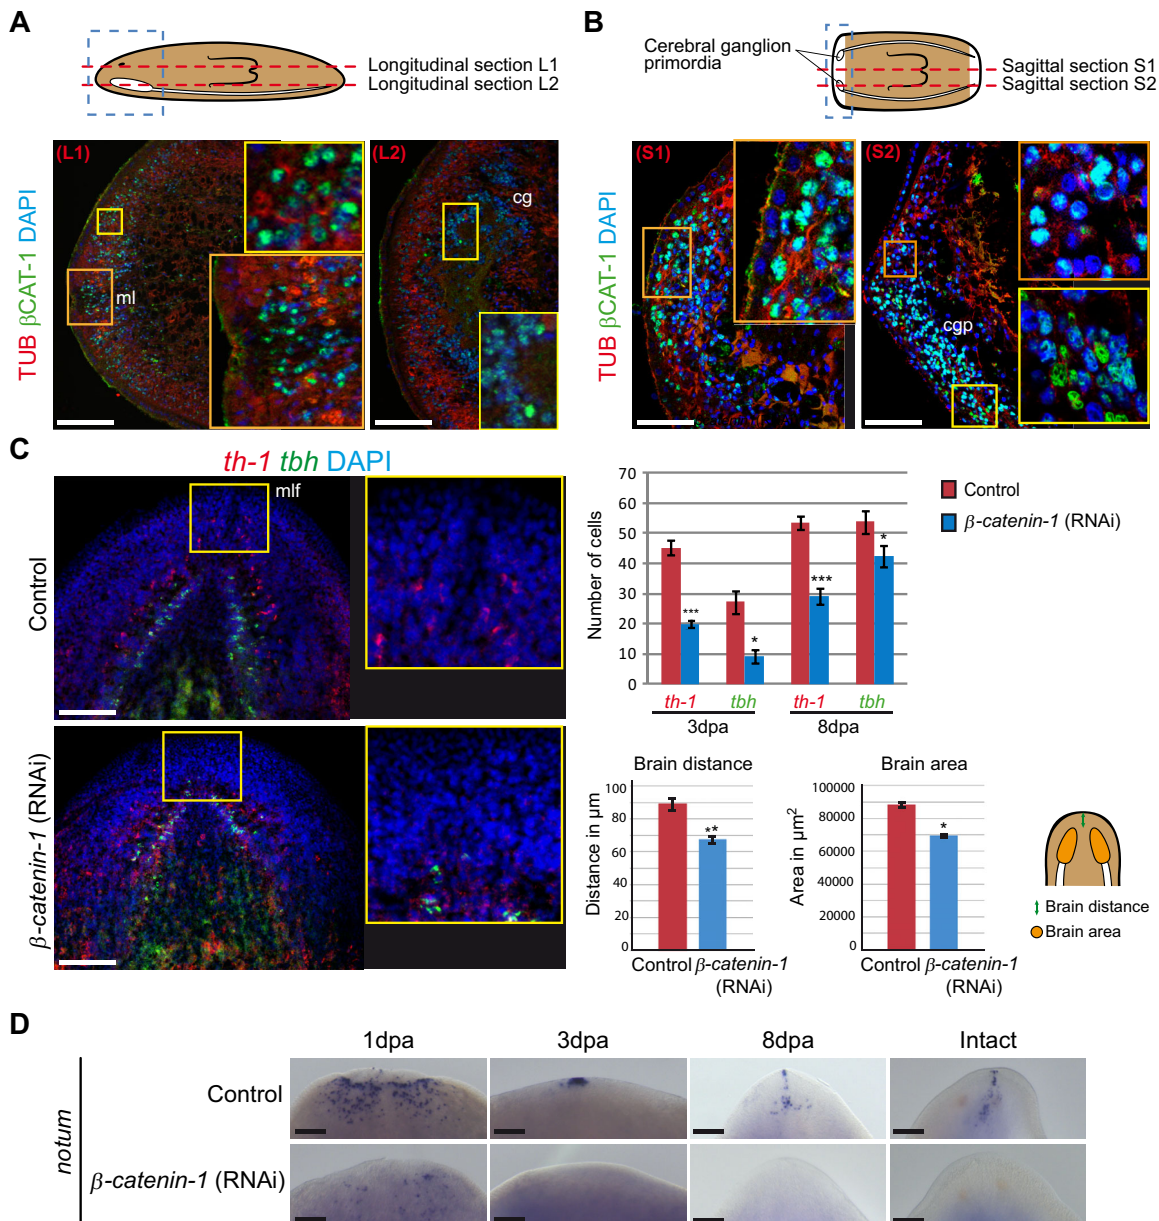 A
Longitudinal section L1
Longitudinal section L2
(L1)
ml
(L2)
cg
TUB βCAT-1 DAPI
B
Cerebral ganglion
primordia
Sagittal section S1
Sagittal section S2
(S1)
(S2)
cgp
TUB βCAT-1 DAPI
C
th-1 tbh DAPI
mlf
Control
β-catenin-1 (RNAi)
Number of cells
70
60
50
40
30
20
10
0
***
*
***
*
th-1 tbh th-1 tbh
3dpa 8dpa
Control
β-catenin-1 (RNAi)
Brain distance
Distance in µm
100
80
60
40
20
0
**
Control β-catenin-1
(RNAi)
Brain area
Area in µm²
100000
90000
80000
70000
60000
20000
0
*
Control β-catenin-1
(RNAi)
Brain distance
Brain area
D
1dpa 3dpa 8dpa Intact
notum
Control
β-catenin-1 (RNAi)